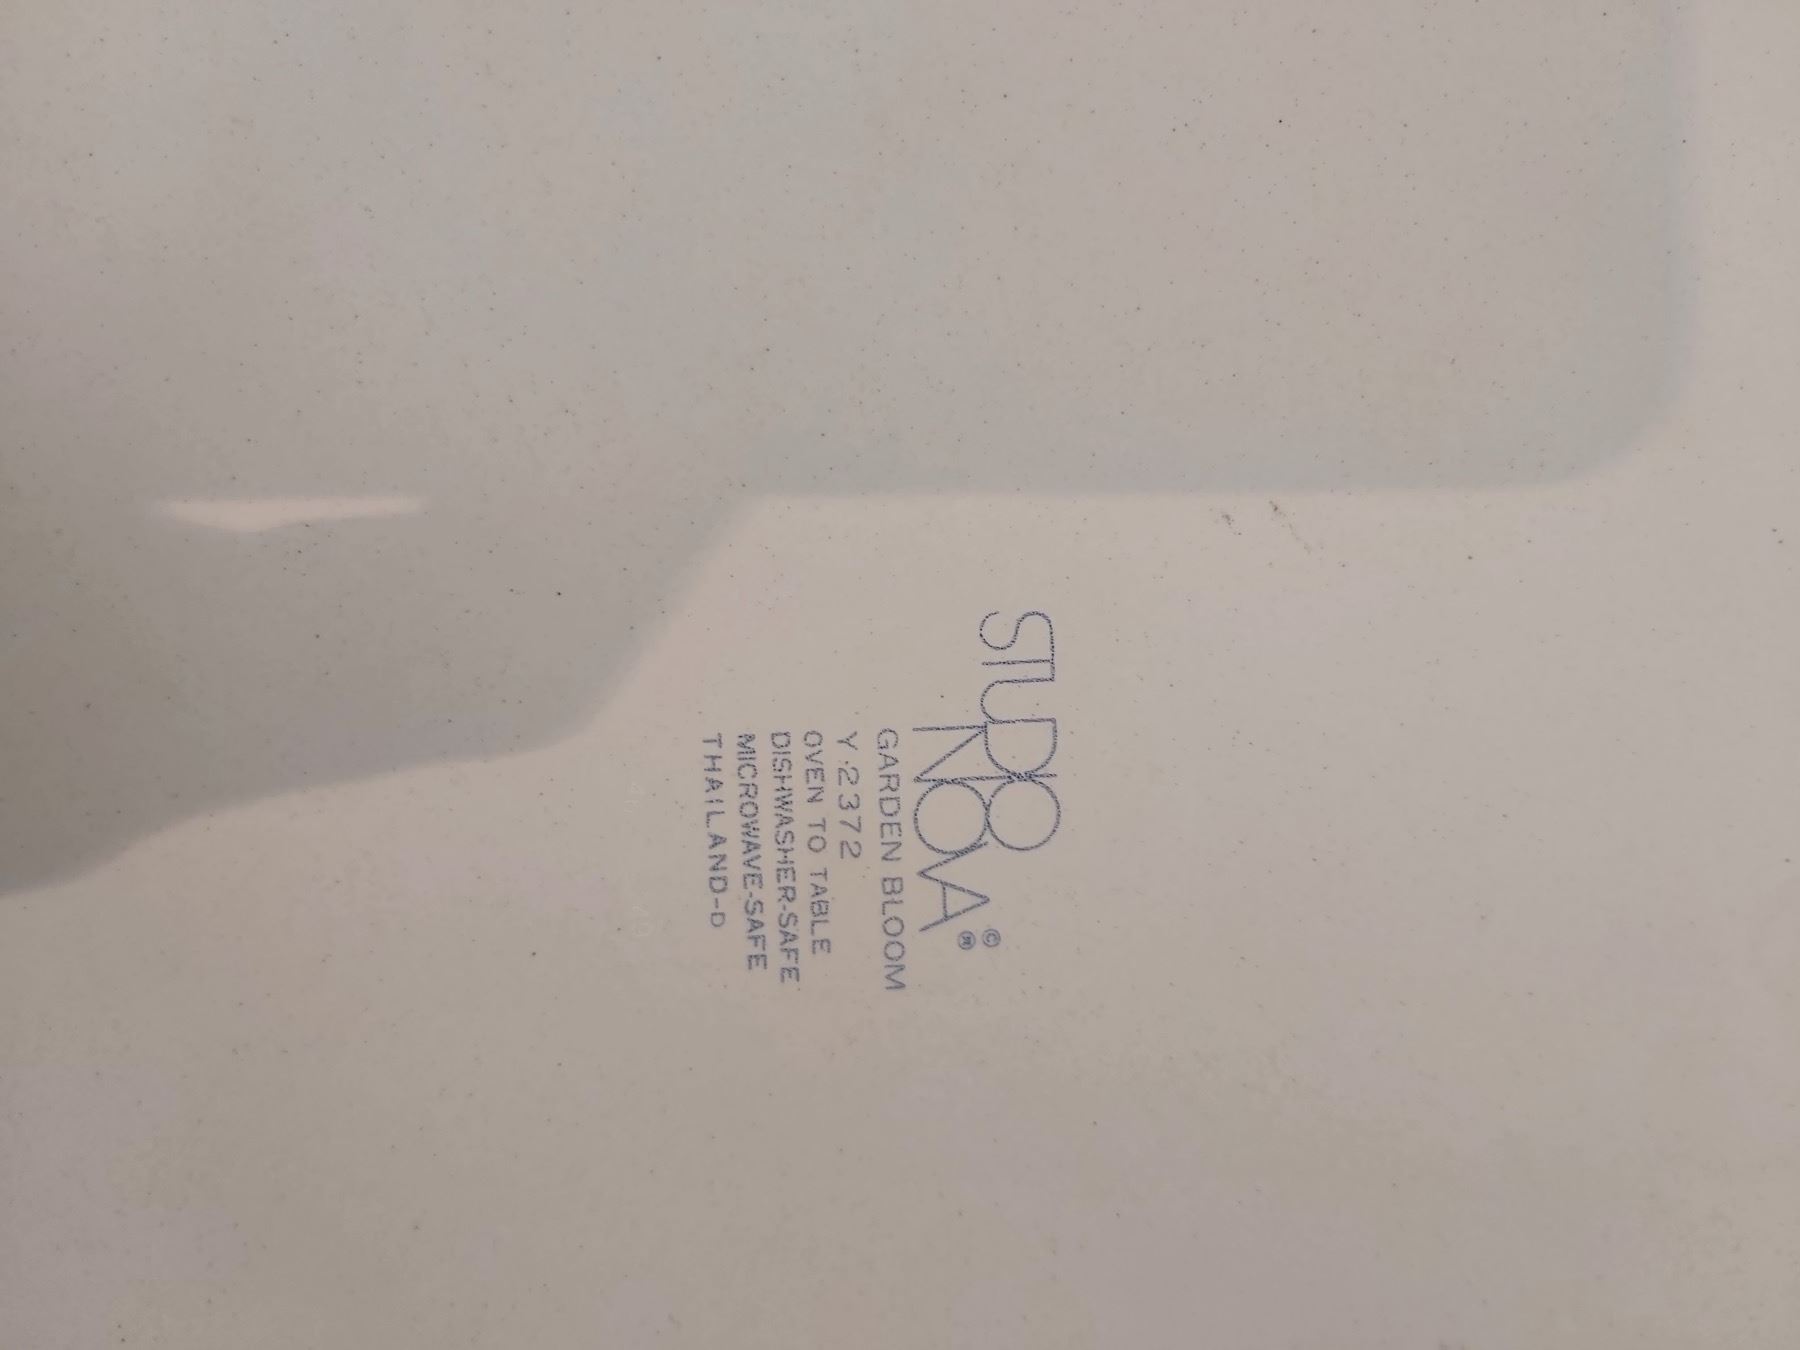 STUDIO
NOVA © ®
GARDEN BLOOM
Y·2372
OVEN TO TABLE
DISHWASHER-SAFE
MICROWAVE-SAFE
THAILAND-D